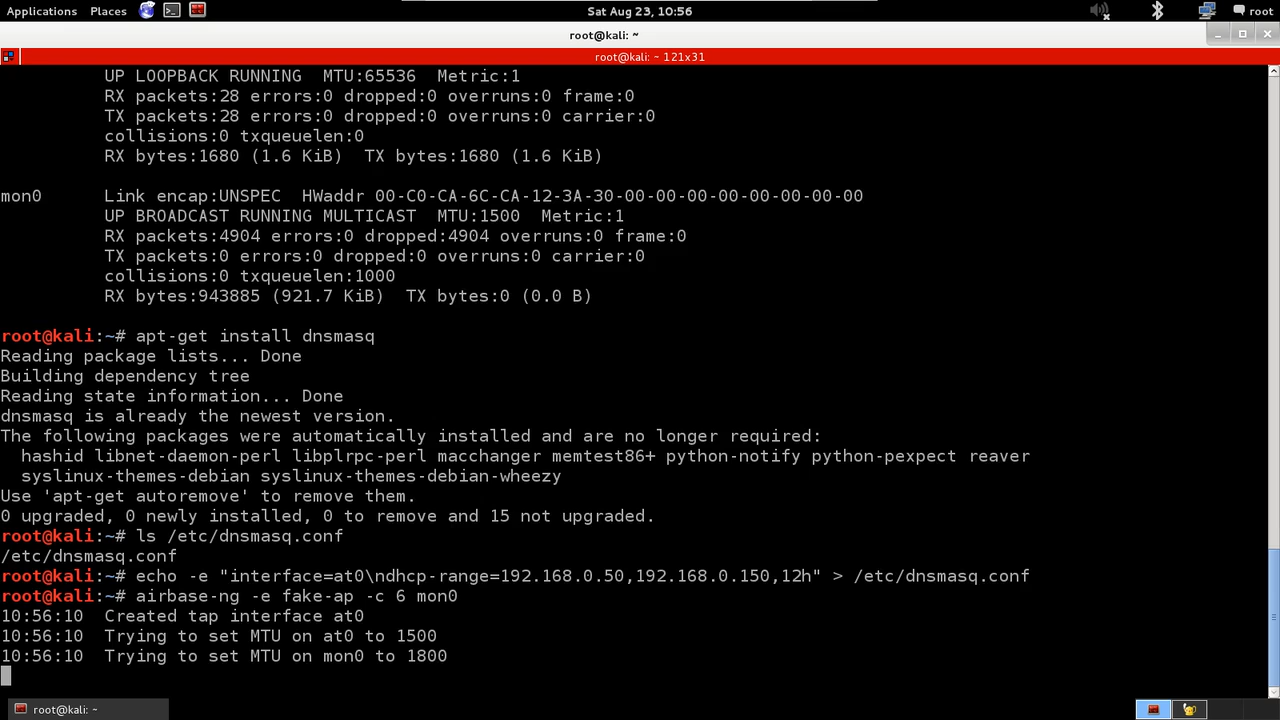 Applications Places Sat Aug 23, 10:56 root
root@kali: ~
root@kali: ~ 121x31
UP LOOPBACK RUNNING  MTU:65536  Metric:1
RX packets:28 errors:0 dropped:0 overruns:0 frame:0
TX packets:28 errors:0 dropped:0 overruns:0 carrier:0
collisions:0 txqueuelen:0
RX bytes:1680 (1.6 KiB)  TX bytes:1680 (1.6 KiB)
mon0      Link encap:UNSPEC  HWaddr 00-C0-CA-6C-CA-12-3A-30-00-00-00-00-00-00-00-00
UP BROADCAST RUNNING MULTICAST  MTU:1500  Metric:1
RX packets:4904 errors:0 dropped:4904 overruns:0 frame:0
TX packets:0 errors:0 dropped:0 overruns:0 carrier:0
collisions:0 txqueuelen:1000
RX bytes:943885 (921.7 KiB)  TX bytes:0 (0.0 B)
root@kali:~# apt-get install dnsmasq
Reading package lists... Done
Building dependency tree
Reading state information... Done
dnsmasq is already the newest version.
The following packages were automatically installed and are no longer required:
hashid libnet-daemon-perl libplrpc-perl macchanger memtest86+ python-notify python-pexpect reaver
syslinux-themes-debian syslinux-themes-debian-wheezy
Use 'apt-get autoremove' to remove them.
0 upgraded, 0 newly installed, 0 to remove and 15 not upgraded.
root@kali:~# ls /etc/dnsmasq.conf
/etc/dnsmasq.conf
root@kali:~# echo -e "interface=at0\ndhcp-range=192.168.0.50,192.168.0.150,12h" > /etc/dnsmasq.conf
root@kali:~# airbase-ng -e fake-ap -c 6 mon0
10:56:10  Created tap interface at0
10:56:10  Trying to set MTU on at0 to 1500
10:56:10  Trying to set MTU on mon0 to 1800
root@kali: ~